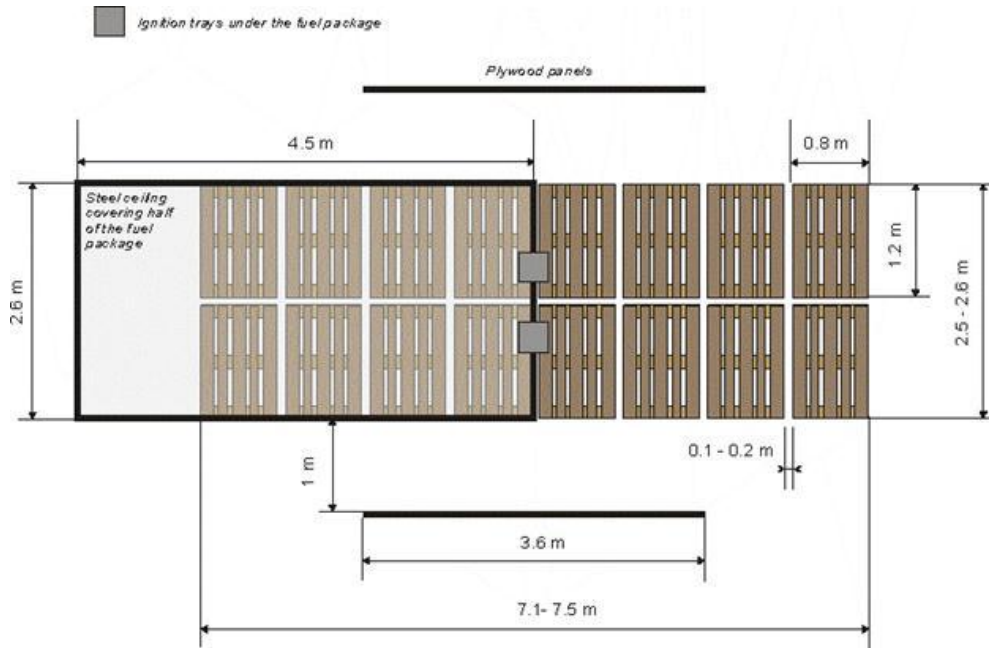 Ignition trays under the fuel package
Plywood panels
4.5 m
0.8 m
Steel ceiling
covering half
of the fuel
package
2.6 m
1.2 m
2.5 - 2.6 m
0.1 - 0.2 m
1 m
3.6 m
7.1- 7.5 m